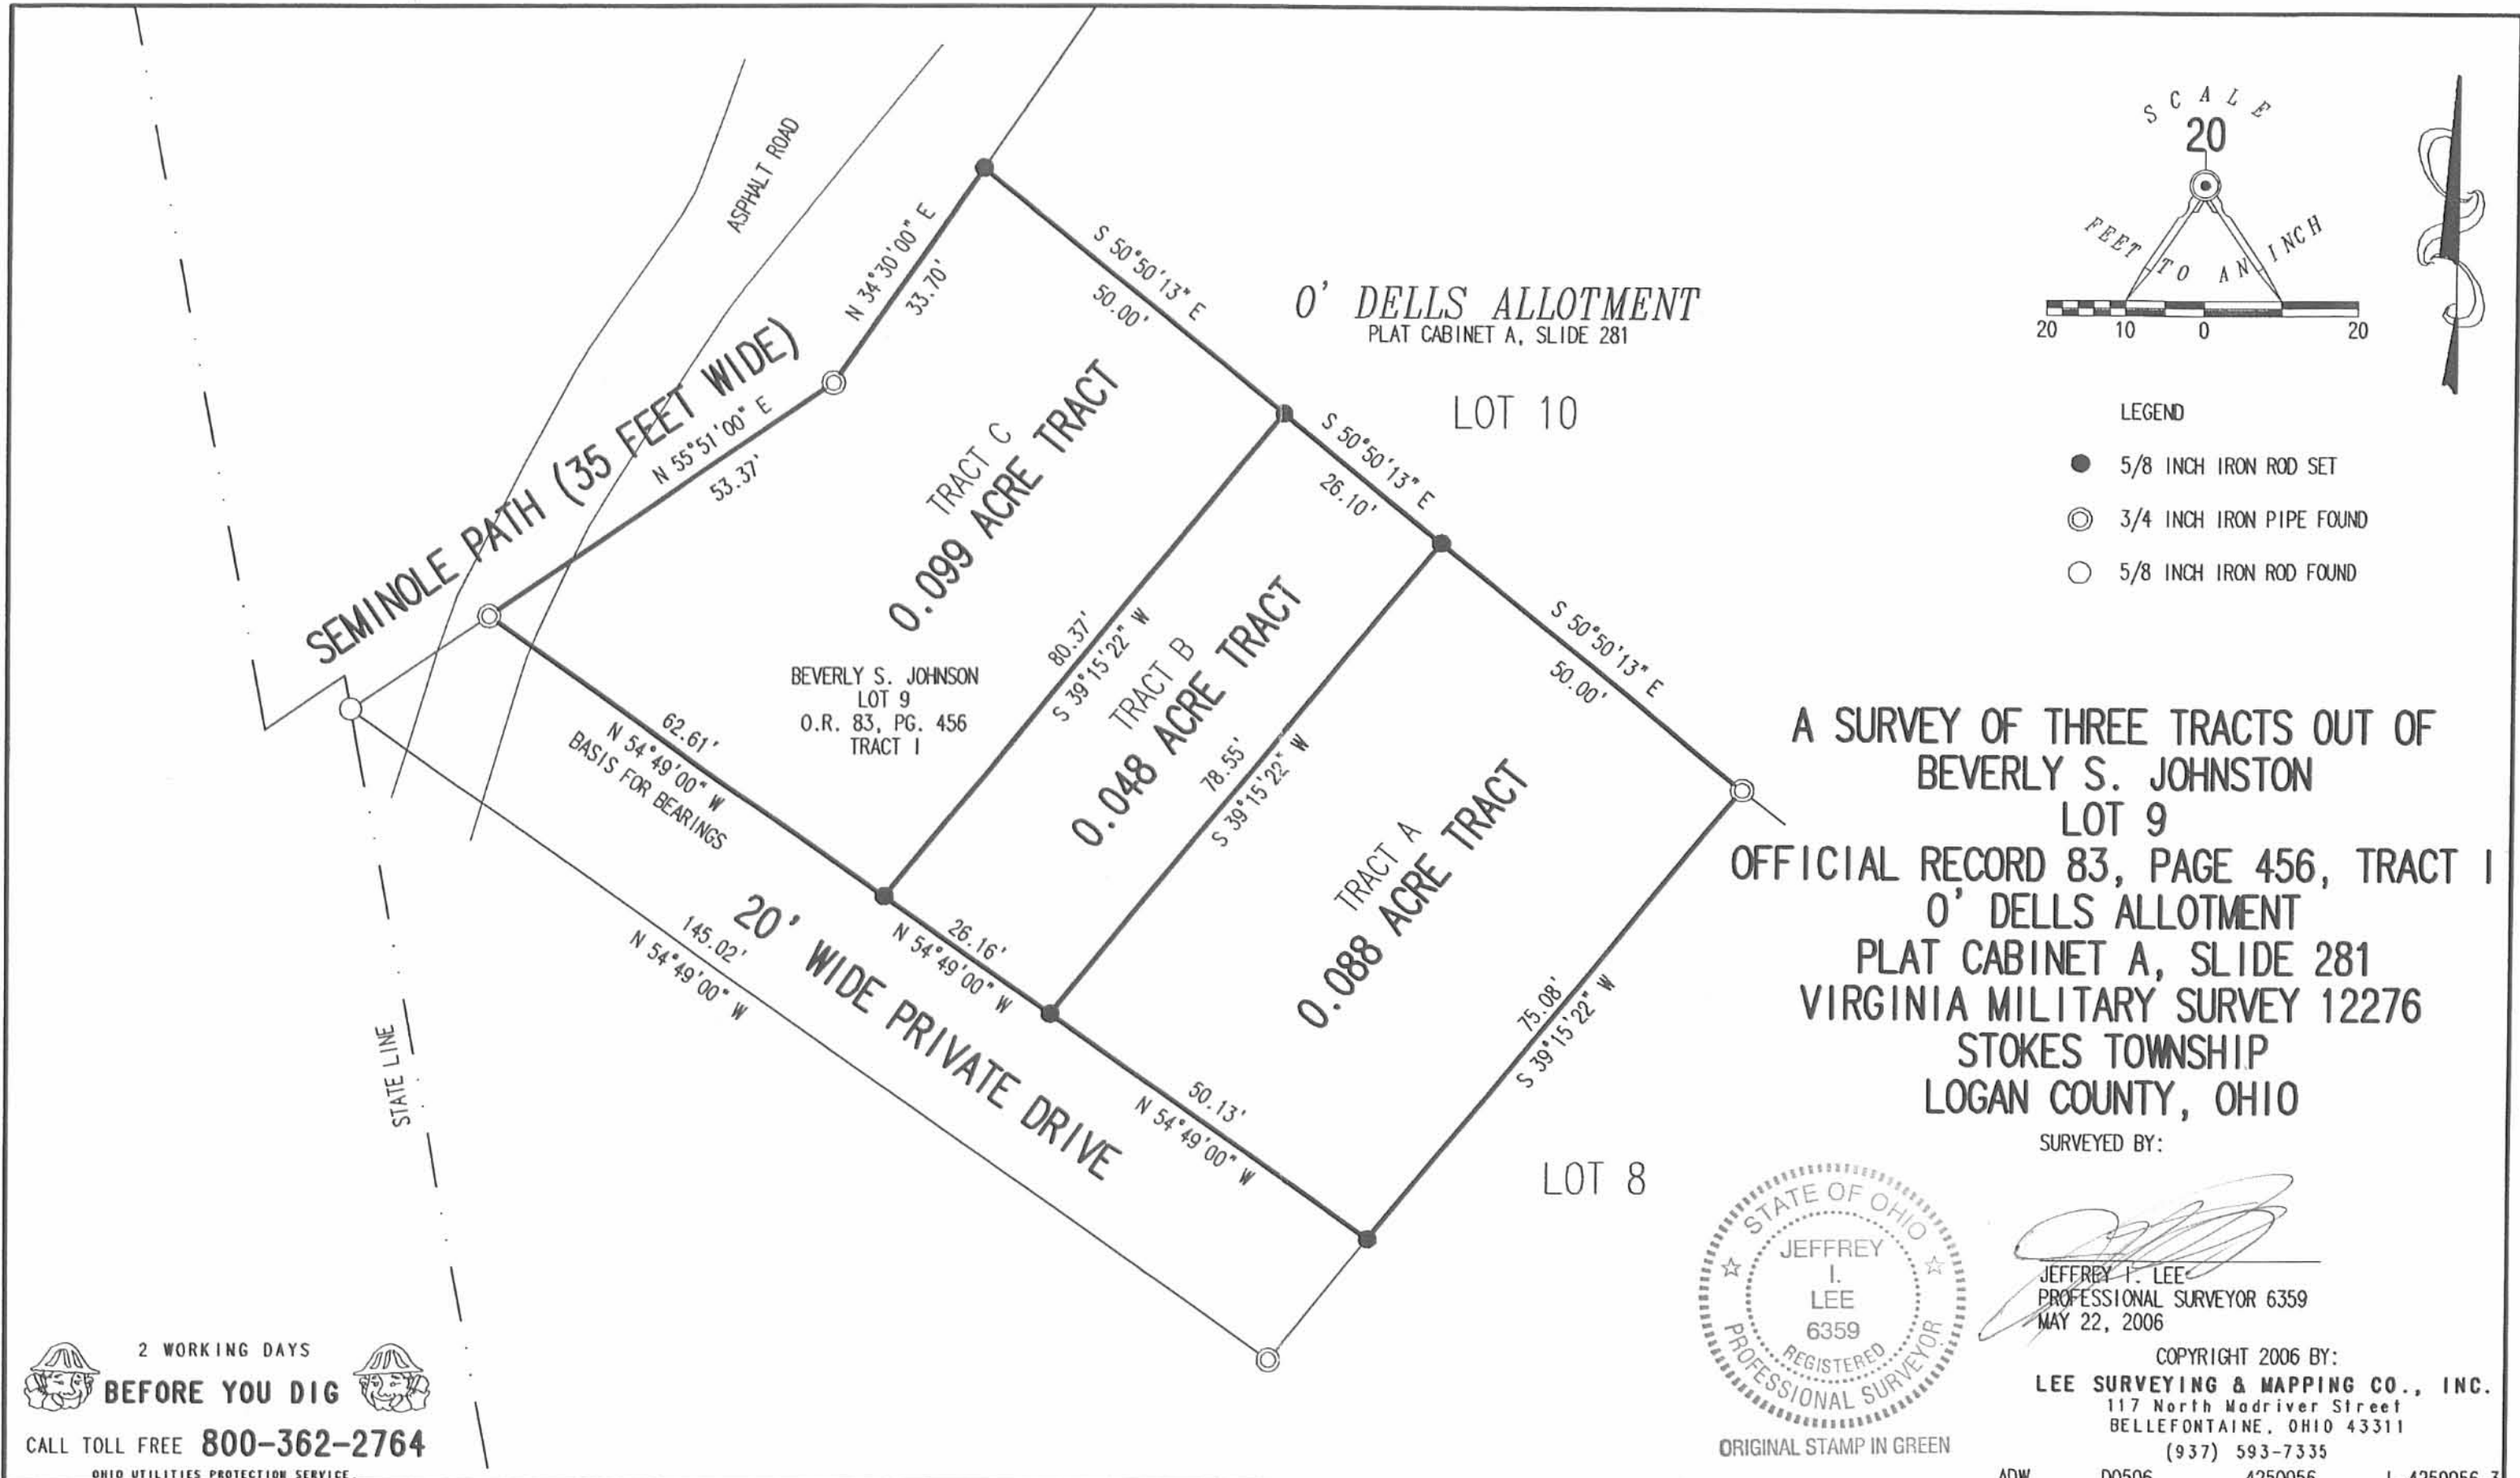 SCALE
20
FEET TO AN INCH
20 10 0 20
LEGEND
5/8 INCH IRON ROD SET
3/4 INCH IRON PIPE FOUND
5/8 INCH IRON ROD FOUND
ASPHALT ROAD
SEMINOLE PATH (35 FEET WIDE)
N 34°30'00" E
33.70'
N 55°51'00" E
53.37'
S 50°50'13" E
50.00'
O' DELLS ALLOTMENT
PLAT CABINET A, SLIDE 281
LOT 10
S 50°50'13" E
26.10'
S 50°50'13" E
50.00'
TRACT C
0.099 ACRE TRACT
BEVERLY S. JOHNSON
LOT 9
O.R. 83, PG. 456
TRACT I
80.37'
S 39°15'22" W
TRACT B
0.048 ACRE TRACT
78.55'
S 39°15'22" W
TRACT A
0.088 ACRE TRACT
75.08'
S 39°15'22" W
62.61'
N 54°49'00" W
BASIS FOR BEARINGS
26.16'
N 54°49'00" W
50.13'
N 54°49'00" W
145.02'
N 54°49'00" W
20' WIDE PRIVATE DRIVE
STATE LINE
LOT 8
A SURVEY OF THREE TRACTS OUT OF
BEVERLY S. JOHNSTON
LOT 9
OFFICIAL RECORD 83, PAGE 456, TRACT I
O' DELLS ALLOTMENT
PLAT CABINET A, SLIDE 281
VIRGINIA MILITARY SURVEY 12276
STOKES TOWNSHIP
LOGAN COUNTY, OHIO
SURVEYED BY:
STATE OF OHIO
JEFFREY
I.
LEE
6359
REGISTERED
PROFESSIONAL SURVEYOR
ORIGINAL STAMP IN GREEN
JEFFREY I. LEE
PROFESSIONAL SURVEYOR 6359
MAY 22, 2006
COPYRIGHT 2006 BY:
LEE SURVEYING & MAPPING CO., INC.
117 North Madriver Street
BELLEFONTAINE, OHIO 43311
(937) 593-7335
ADW D0506 4250056 L-4250056-3
2 WORKING DAYS
BEFORE YOU DIG
CALL TOLL FREE 800-362-2764
OHIO UTILITIES PROTECTION SERVICE